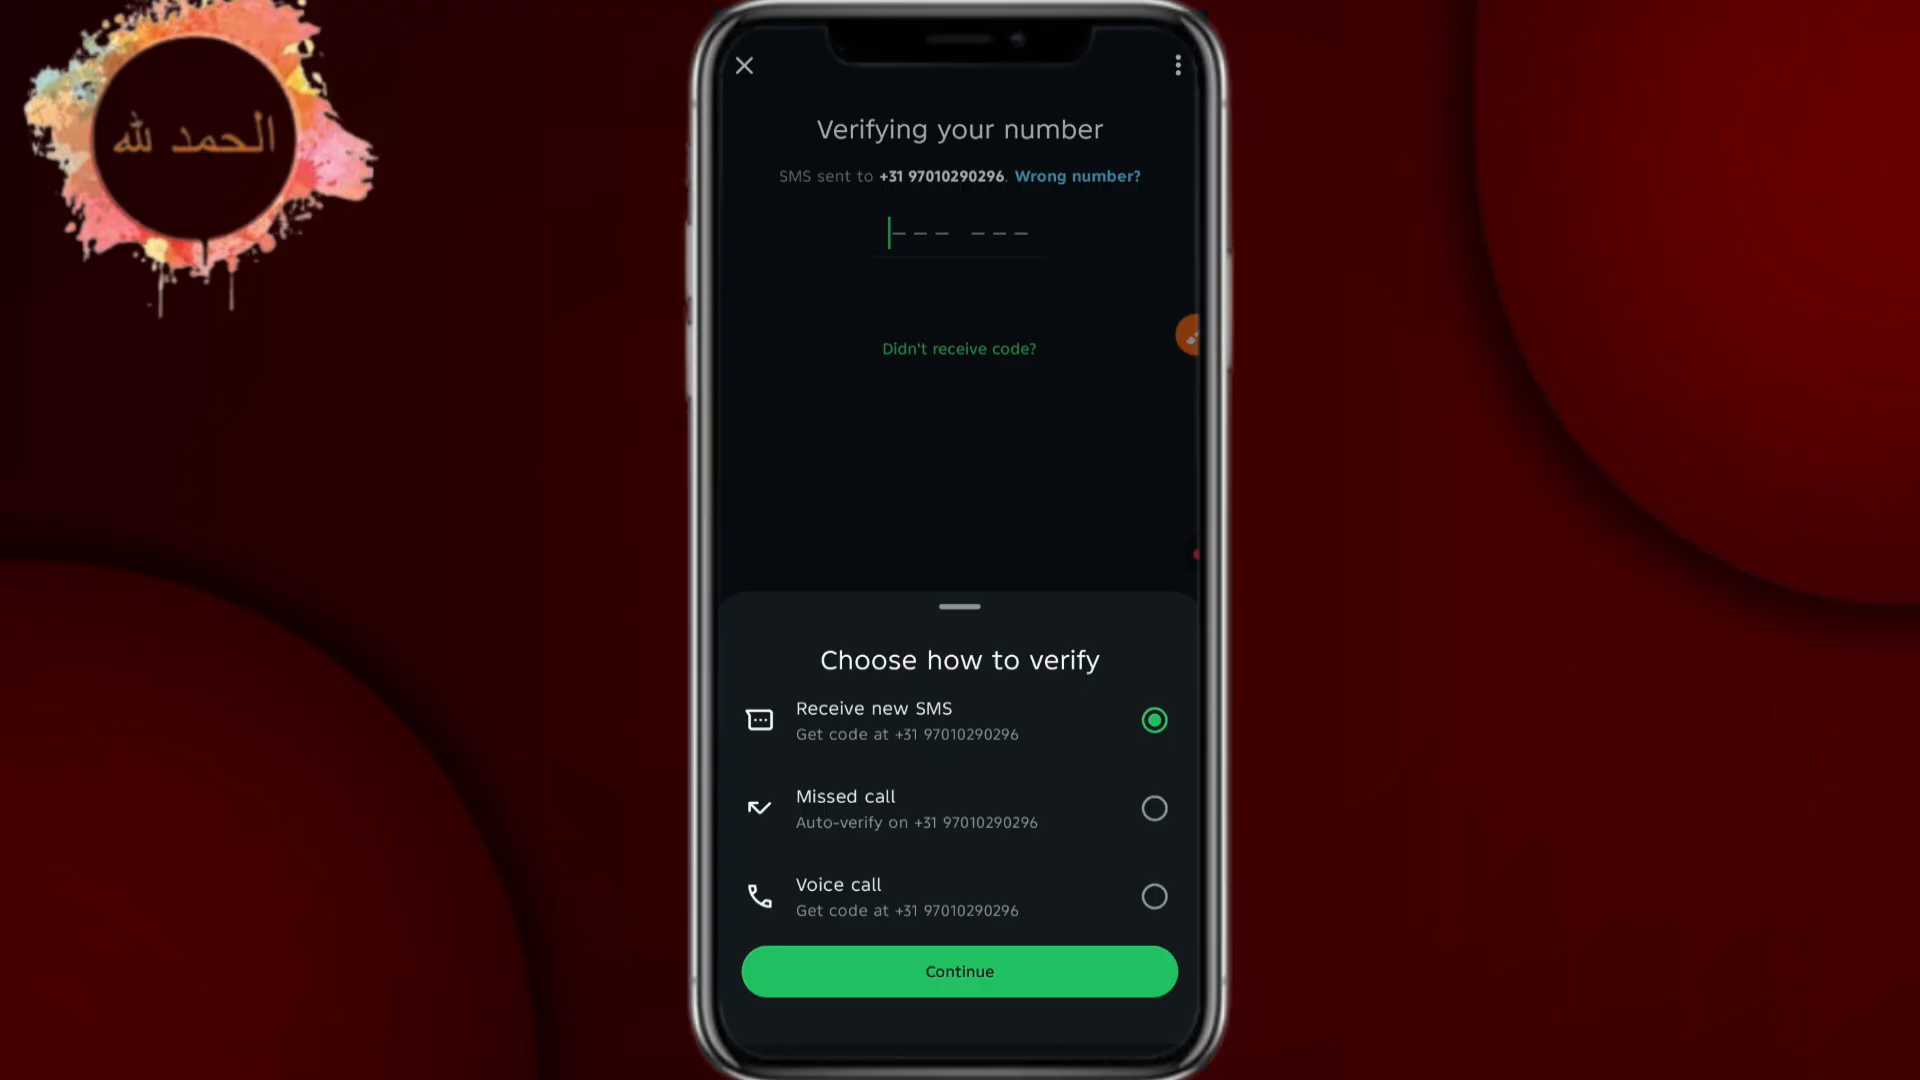 الحمد لله
Verifying your number
SMS sent to +31 97010290296. Wrong number?
Didn't receive code?
Choose how to verify
Receive new SMS
Get code at +31 97010290296
Missed call
Auto-verify on +31 97010290296
Voice call
Get code at +31 97010290296
Continue